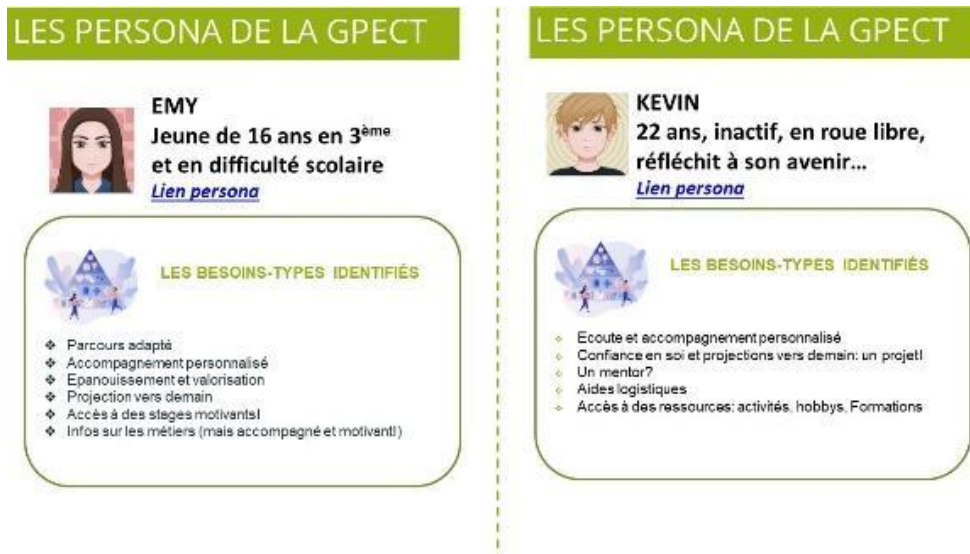 LES PERSONA DE LA GPECT
EMY
Jeune de 16 ans en 3ème
et en difficulté scolaire
Lien persona
LES BESOINS-TYPES IDENTIFIÉS
❖ Parcours adapté
❖ Accompagnement personnalisé
❖ Epanouissement et valorisation
❖ Projection vers demain
❖ Accès à des stages motivants!
❖ Infos sur les métiers (mais accompagné et motivant!)
LES PERSONA DE LA GPECT
KEVIN
22 ans, inactif, en roue libre,
réfléchit à son avenir...
Lien persona
LES BESOINS-TYPES IDENTIFIÉS
Ecoute et accompagnement personnalisé
Confiance en soi et projections vers demain: un projet!
Un mentor?
Aides logistiques
Accès à des ressources: activités, hobbys, Formations